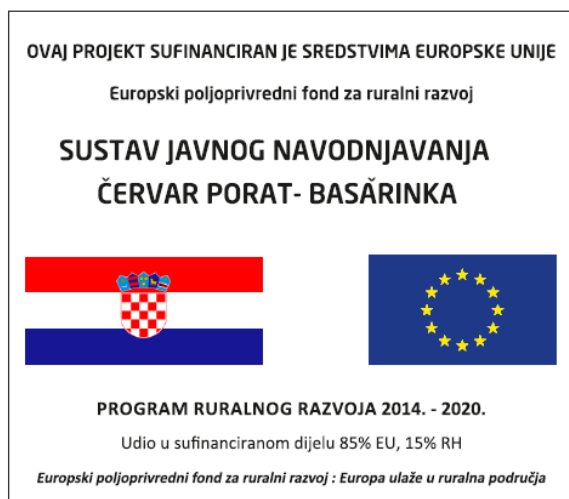 OVAJ PROJEKT SUFINANCIRAN JE SREDSTVIMA EUROPSKE UNIJE
Europski poljoprivredni fond za ruralni razvoj
SUSTAV JAVNOG NAVODNJAVANJA
ČERVAR PORAT- BASĂRINKA
PROGRAM RURALNOG RAZVOJA 2014. - 2020.
Udio u sufinanciranom dijelu 85% EU, 15% RH
Europski poljoprivredni fond za ruralni razvoj : Europa ulaže u ruralna područja